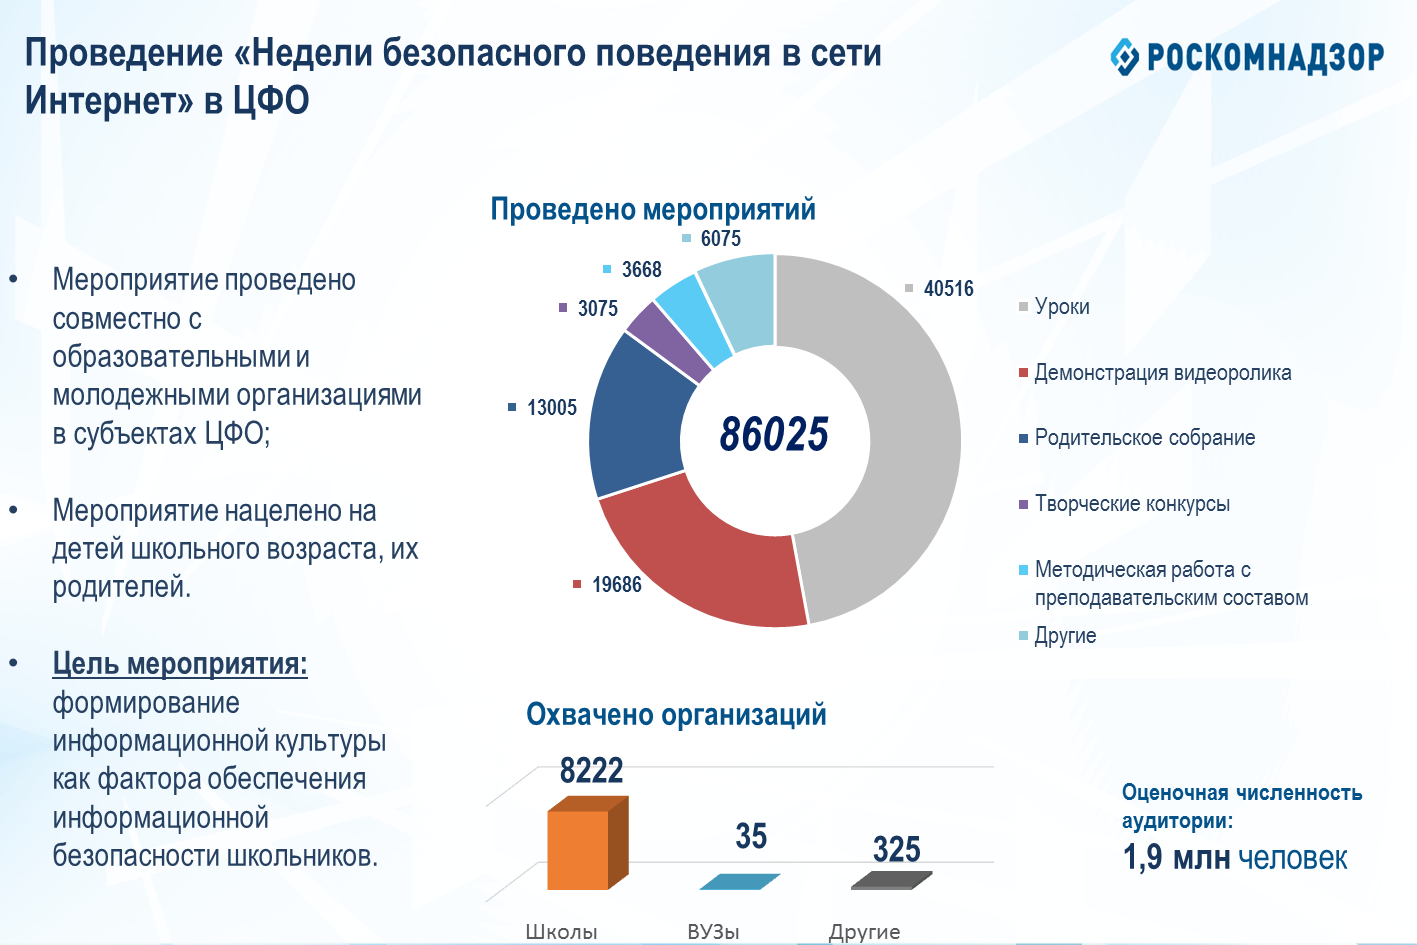 Проведение «Недели безопасного поведения в сети
Интернет» в ЦФО
РОСКОМНАДЗОР
• Мероприятие проведено
совместно с
образовательными и
молодежными организациями
в субъектах ЦФО;
• Мероприятие нацелено на
детей школьного возраста, их
родителей.
• Цель мероприятия:
формирование
информационной культуры
как фактора обеспечения
информационной
безопасности школьников.
Проведено мероприятий
6075
3668
3075
40516
13005
86025
19686
Уроки
Демонстрация видеоролика
Родительское собрание
Творческие конкурсы
Методическая работа с
преподавательским составом
Другие
Охвачено организаций
8222
35
325
Школы
ВУЗы
Другие
Оценочная численность
аудитории:
1,9 млн человек